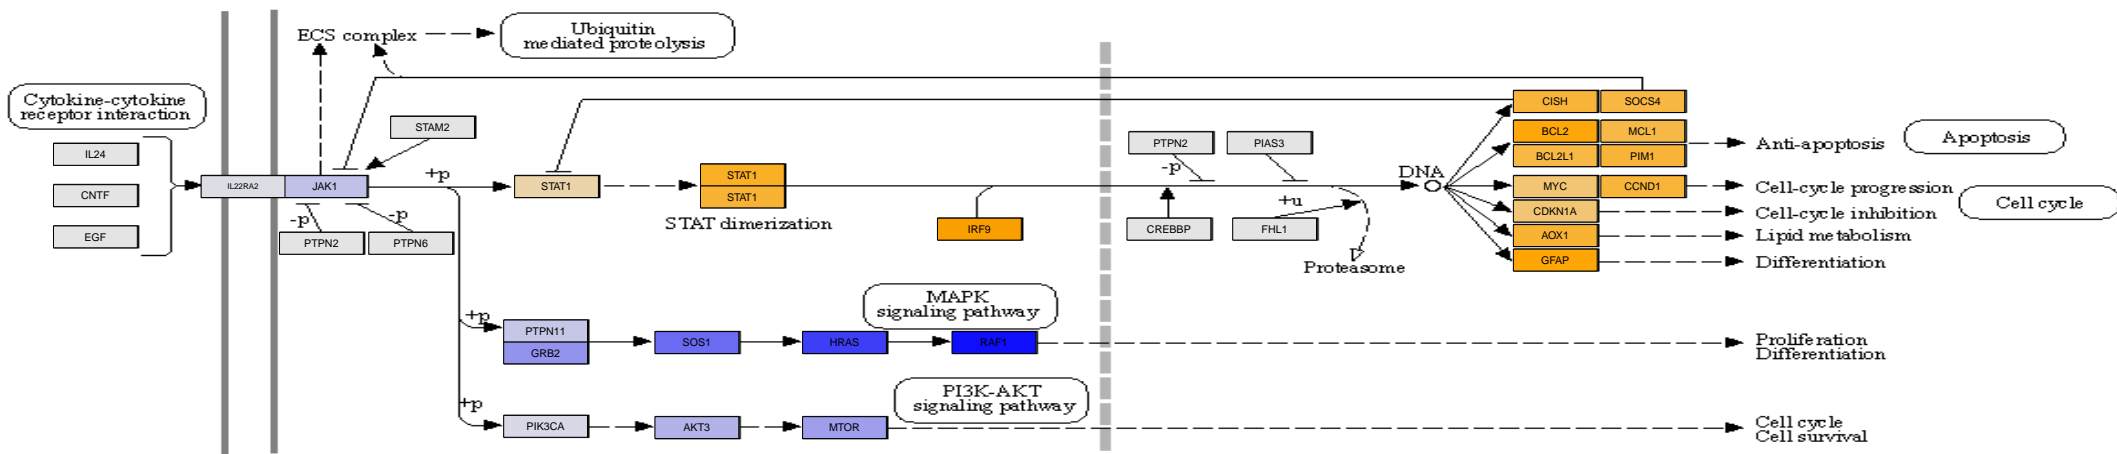 Ubiquitin
mediated proteolysis
ECS complex
Cytokine-cytokine
receptor interaction
IL24
CNTF
EGF
IL22RA2
JAK1
STAM2
-p
-p
PTPN2
PTPN6
+p
STAT1
STAT1
STAT1
STAT dimerization
IRF9
PTPN2
-p
PIAS3
CREBBP
+u
FHL1
Proteasome
DNA
CISH
SOCS4
BCL2
MCL1
BCL2L1
PIM1
MYC
CCND1
CDKN1A
AOX1
GFAP
Anti-apoptosis
Apoptosis
Cell-cycle progression
Cell-cycle inhibition
Cell cycle
Lipid metabolism
Differentiation
+p
PTPN11
GRB2
SOS1
HRAS
RAF1
MAPK
signaling pathway
Proliferation
Differentiation
+p
PIK3CA
AKT3
MTOR
PI3K-AKT
signaling pathway
Cell cycle
Cell survival